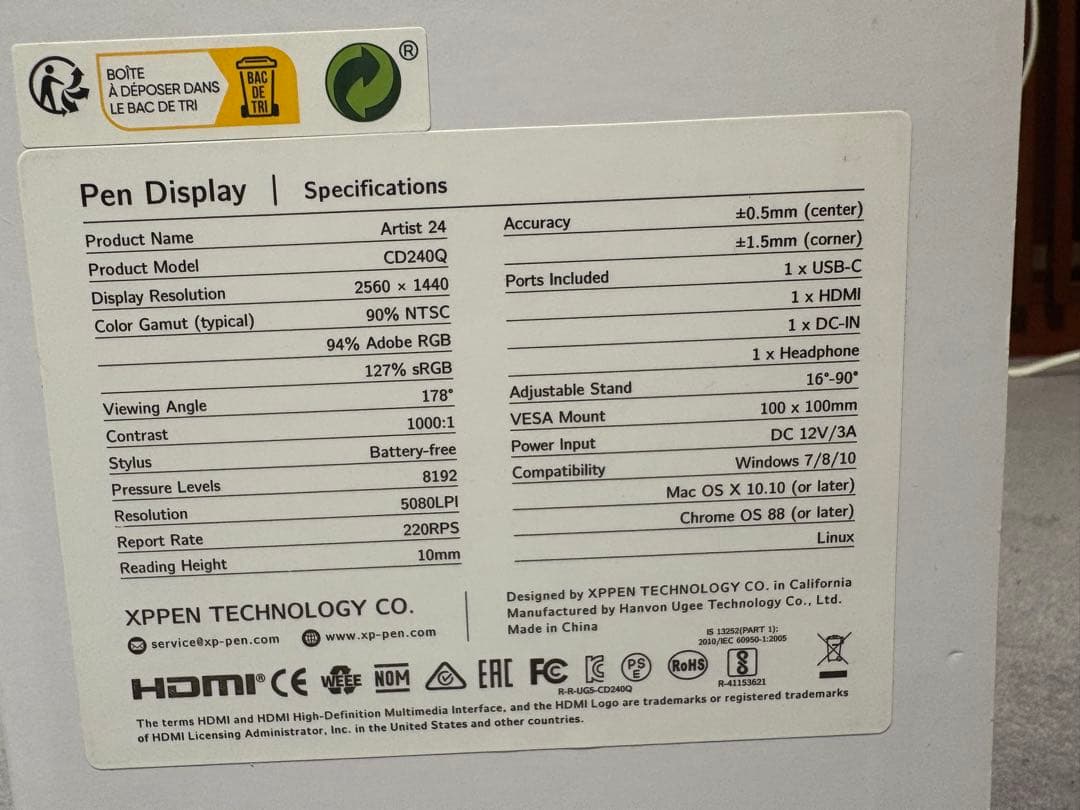 BOÎTE
À DÉPOSER DANS
LE BAC DE TRI
BAC
DE
TRI
®
Pen Display | Specifications
Product Name Artist 24
Product Model CD240Q
Display Resolution 2560 × 1440
Color Gamut (typical) 90% NTSC
94% Adobe RGB
127% sRGB
Viewing Angle 178°
Contrast 1000:1
Stylus Battery-free
Pressure Levels 8192
Resolution 5080LPI
Report Rate 220RPS
Reading Height 10mm
Accuracy ±0.5mm (center)
±1.5mm (corner)
Ports Included 1 x USB-C
1 x HDMI
1 x DC-IN
1 x Headphone
Adjustable Stand 16°-90°
VESA Mount 100 x 100mm
Power Input DC 12V/3A
Compatibility Windows 7/8/10
Mac OS X 10.10 (or later)
Chrome OS 88 (or later)
Linux
XPPEN TECHNOLOGY CO.
service@xp-pen.com www.xp-pen.com
Designed by XPPEN TECHNOLOGY CO. in California
Manufactured by Hanvon Ugee Technology Co., Ltd.
Made in China
IS 13252(PART 1):
2010/IEC 60950-1:2005
HDMI® CE WEEE NOM EAC FC KC PSE RoHS
R-R-UGS-CD240Q
R-41153621
The terms HDMI and HDMI High-Definition Multimedia Interface, and the HDMI Logo are trademarks or registered trademarks
of HDMI Licensing Administrator, Inc. in the United States and other countries.